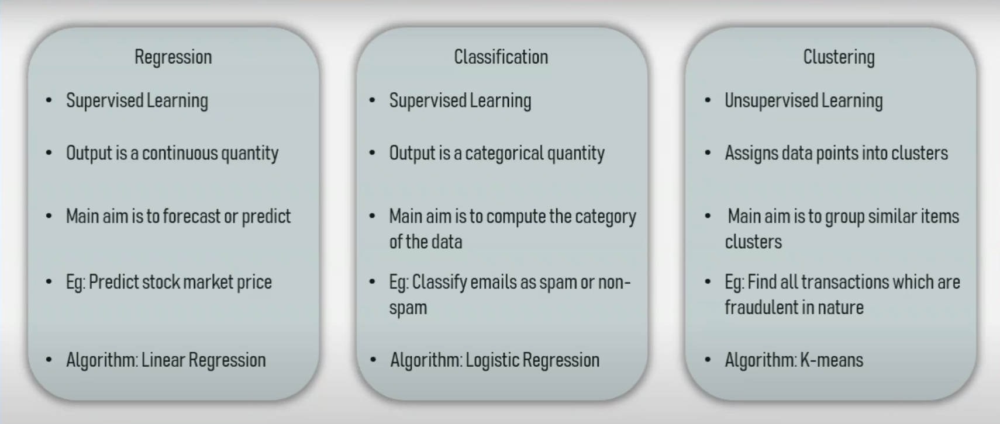 Regression
• Supervised Learning
• Output is a continuous quantity
• Main aim is to forecast or predict
• Eg: Predict stock market price
• Algorithm: Linear Regression
Classification
• Supervised Learning
• Output is a categorical quantity
• Main aim is to compute the category
of the data
• Eg: Classify emails as spam or non-
spam
• Algorithm: Logistic Regression
Clustering
• Unsupervised Learning
• Assigns data points into clusters
• Main aim is to group similar items
clusters
• Eg: Find all transactions which are
fraudulent in nature
• Algorithm: K-means